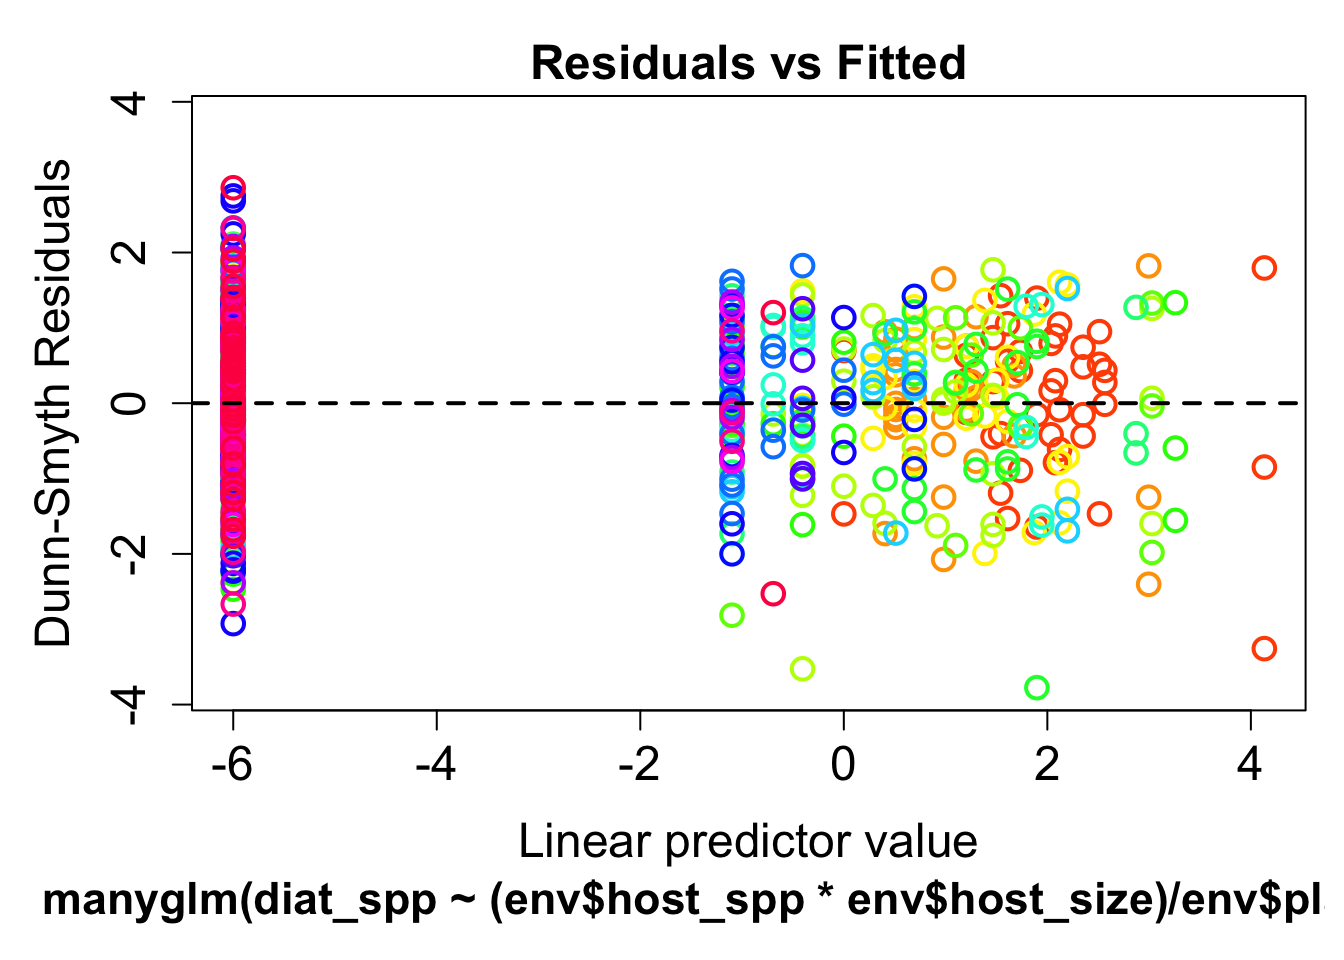 Residuals vs Fitted
Dunn-Smyth Residuals
4
2
0
-2
-4
-6
-4
-2
0
2
4
Linear predictor value
manyglm(diat_spp ~ (env$host_spp * env$host_size)/env$pl